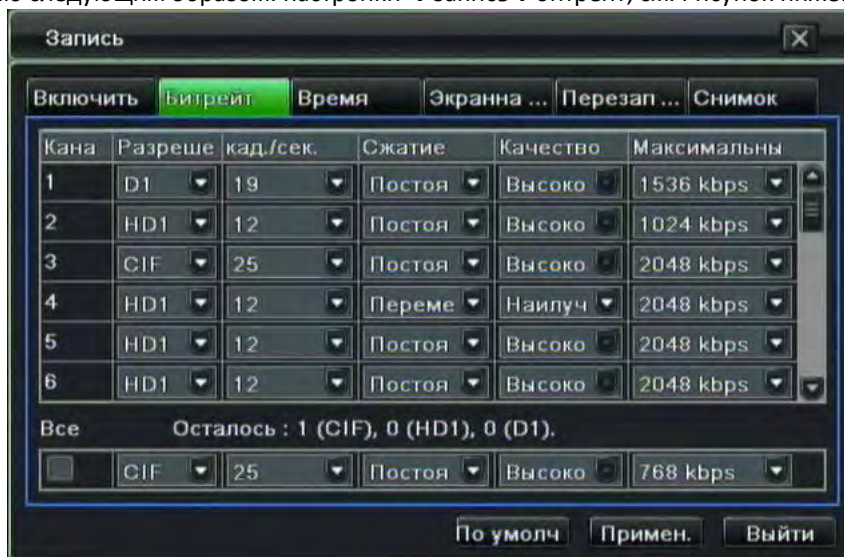 Запись
Включить Битрейт Время Экранна ... Перезап ... Снимок
Кана Разреше кад./сек. Сжатие Качество Максимальны
1 D1 19 Постоя Высоко 1536 kbps
2 HD1 12 Постоя Высоко 1024 kbps
3 CIF 25 Постоя Высоко 2048 kbps
4 HD1 12 Переме Наилуч 2048 kbps
5 HD1 12 Постоя Высоко 2048 kbps
6 HD1 12 Постоя Высоко 2048 kbps
Все Осталось : 1 (CIF), 0 (HD1), 0 (D1).
CIF 25 Постоя Высоко 768 kbps
По умолч Примен. Выйти